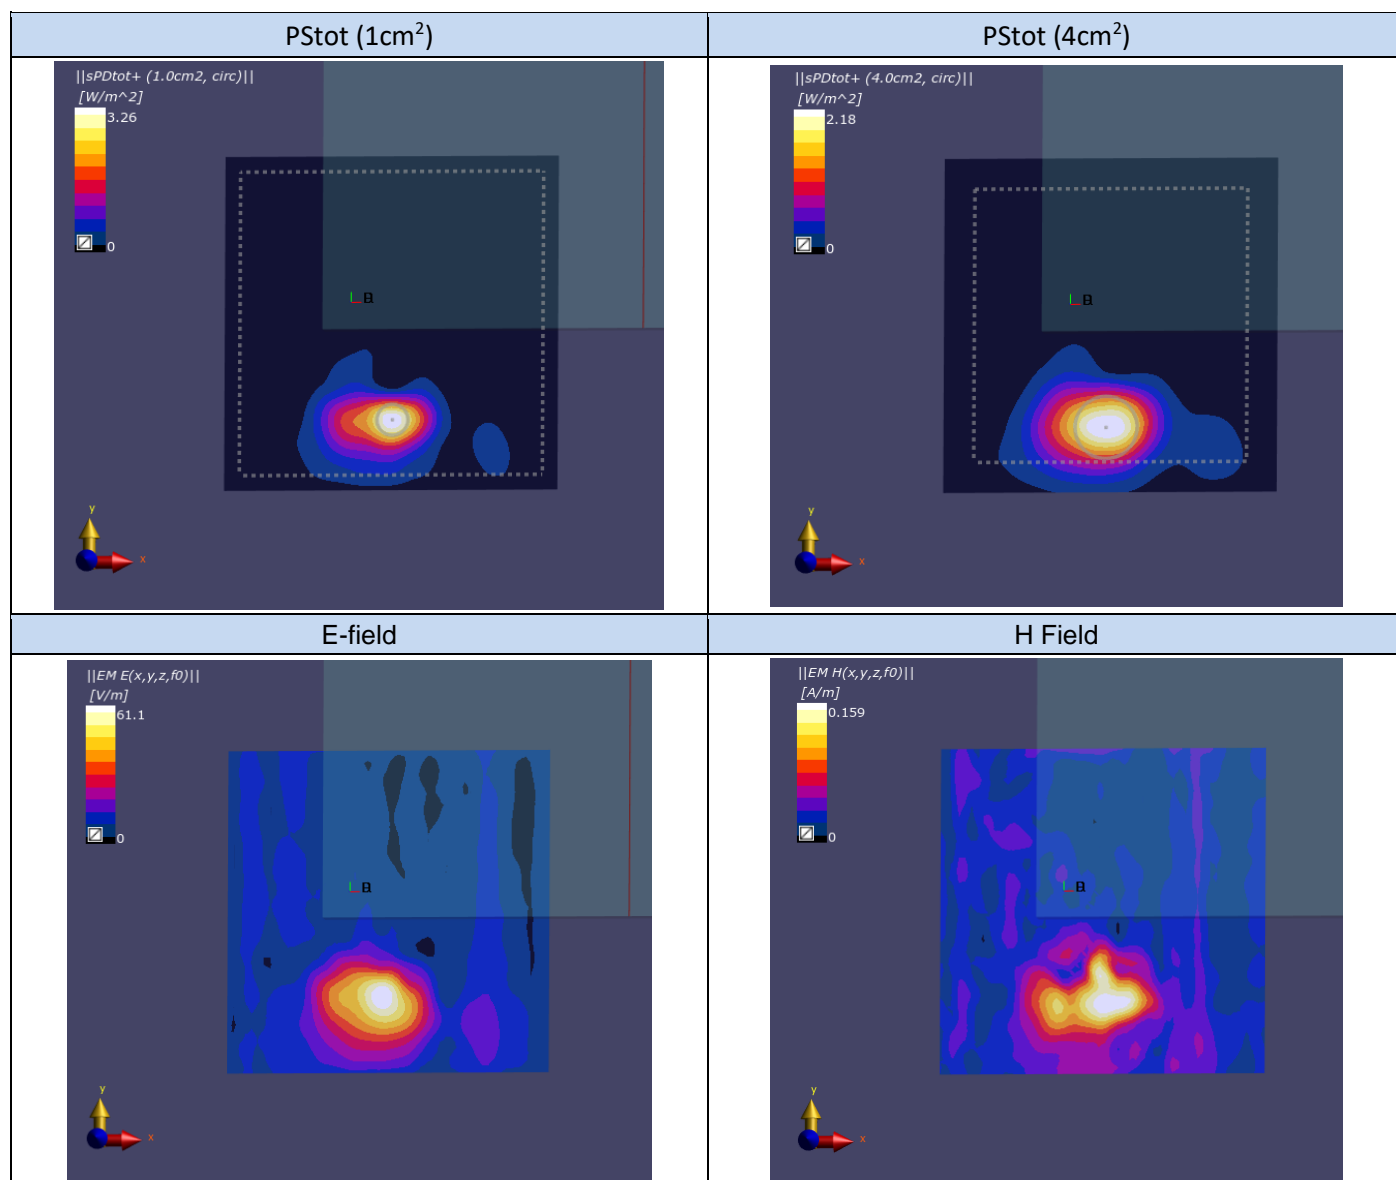 PStot (1cm²)
PStot (4cm²)
||sPDtot+ (1.0cm2, circ)||
[W/m^2]
3.26
0
y
x
||sPDtot+ (4.0cm2, circ)||
[W/m^2]
2.18
0
y
x
E-field
H Field
||EM E(x,y,z,f0)||
[V/m]
61.1
0
y
x
||EM H(x,y,z,f0)||
[A/m]
0.159
0
y
x